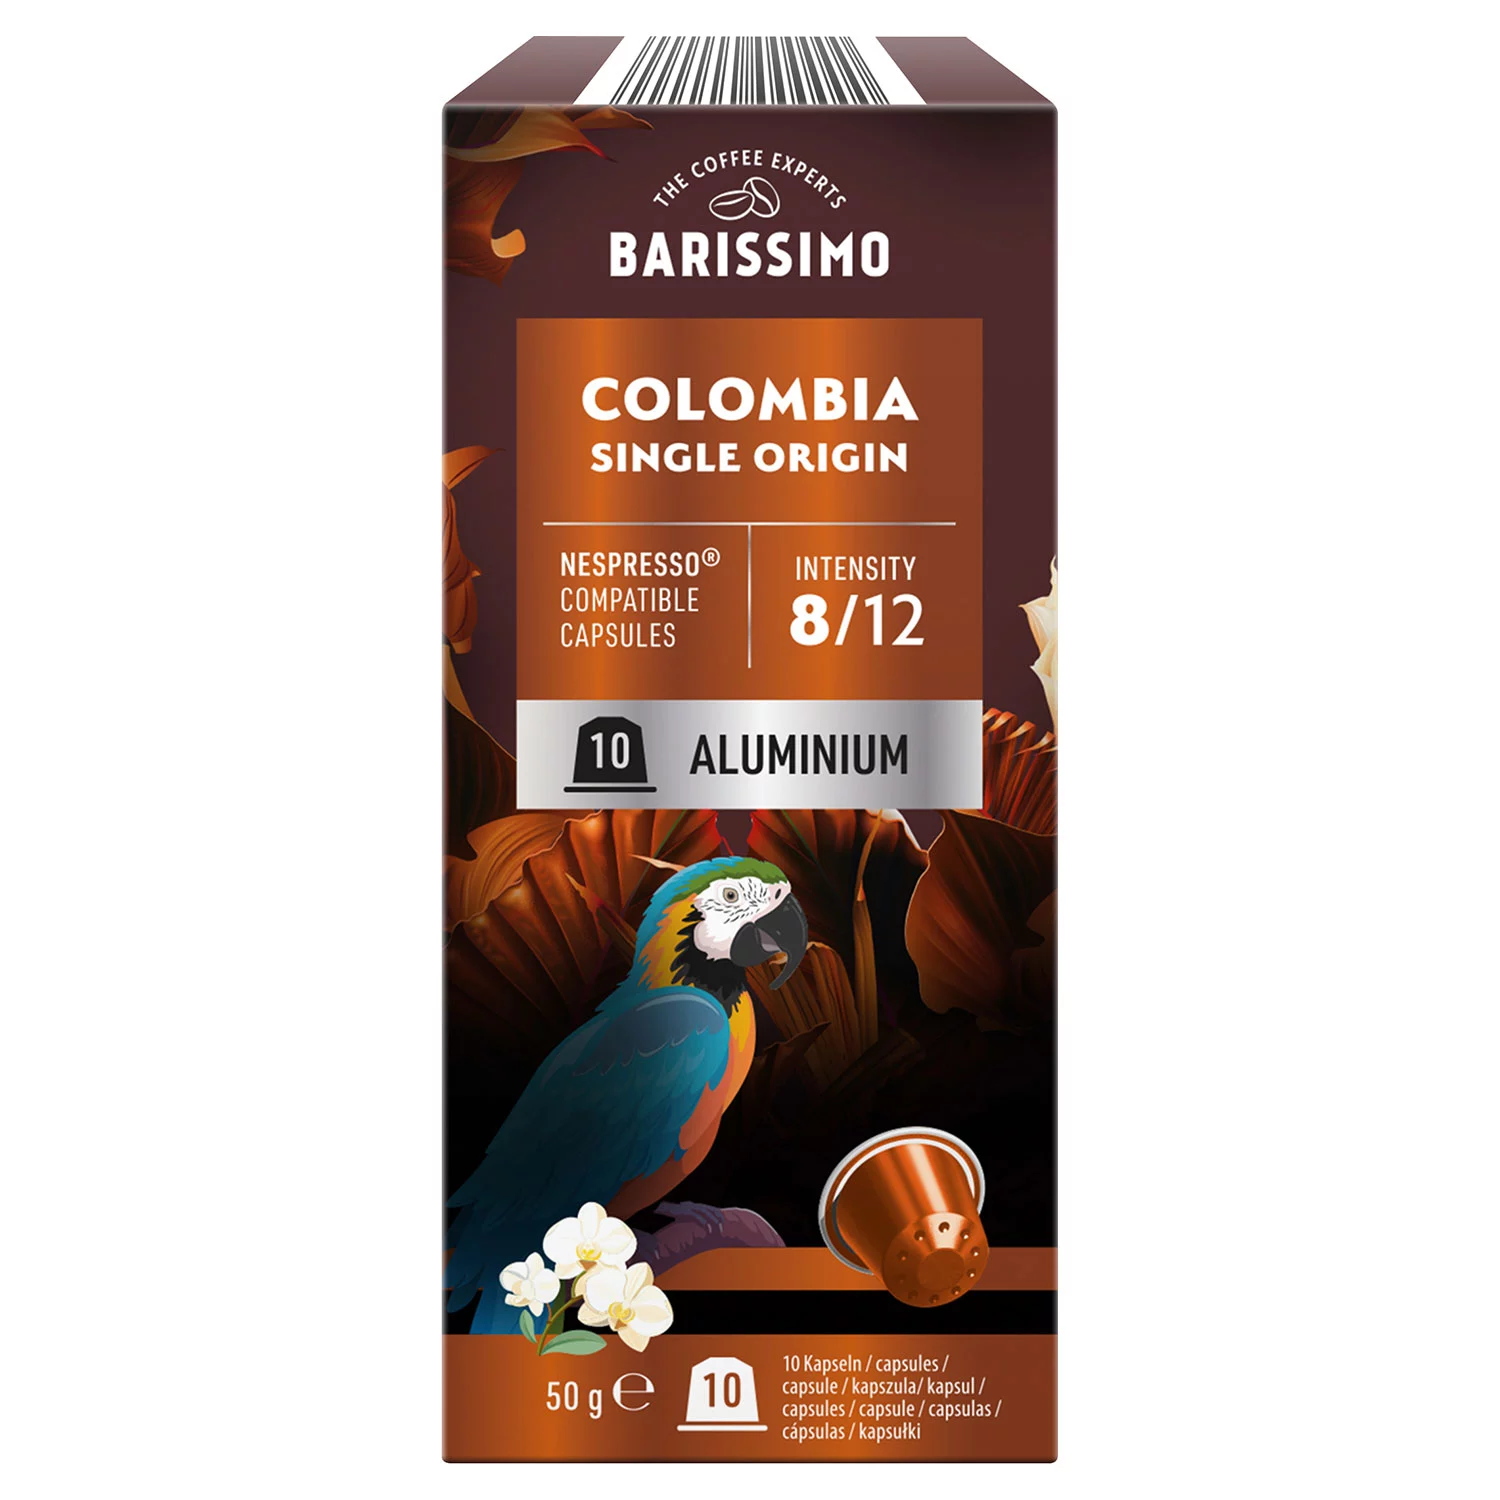 THE COFFEE EXPERTS
BARISSIMO
COLOMBIA
SINGLE ORIGIN
NESPRESSO®
COMPATIBLE
CAPSULES
INTENSITY
8/12
10
ALUMINIUM
50 g ℮
10
10 Kapseln / capsules /
capsule / kapszula/ kapsul /
capsules / capsule / capsulas /
cápsulas / kapsułki